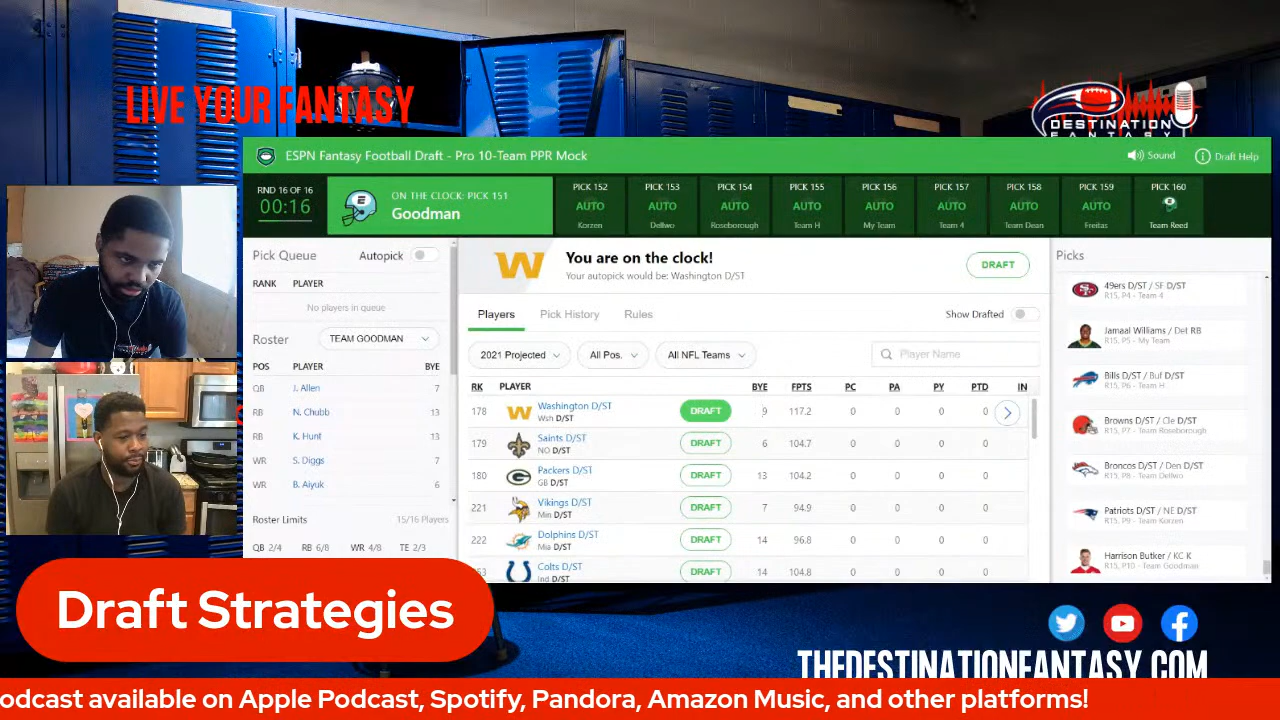 LIVE YOUR FANTASY
DESTINATION
FANTASY
ESPN Fantasy Football Draft - Pro 10-Team PPR Mock
Sound
Draft Help
RND 16 OF 16
00:16
ON THE CLOCK: PICK 151
Goodman
PICK 152
AUTO
Korzen
PICK 153
AUTO
Dellwo
PICK 154
AUTO
Roseborough
PICK 155
AUTO
Team H
PICK 156
AUTO
My Team
PICK 157
AUTO
Team 4
PICK 158
AUTO
Team Dean
PICK 159
AUTO
Freitas
PICK 160
Team Reed
Pick Queue
Autopick
RANK PLAYER
No players in queue
Roster
TEAM GOODMAN
POS PLAYER BYE
QB J. Allen 7
RB N. Chubb 13
RB K. Hunt 13
WR S. Diggs 7
WR B. Aiyuk 6
Roster Limits 15/16 Players
QB 2/4 RB 6/8 WR 4/8 TE 2/3
You are on the clock!
Your autopick would be: Washington D/ST
DRAFT
Players Pick History Rules
Show Drafted
2021 Projected All Pos. All NFL Teams
Player Name
RK PLAYER BYE FPTS PC PA PY PTD IN
178 Washington D/ST DRAFT 9 117.2 0 0 0 0
Wsh D/ST
179 Saints D/ST DRAFT 6 104.7 0 0 0 0
NO D/ST
180 Packers D/ST DRAFT 13 104.2 0 0 0 0
GB D/ST
221 Vikings D/ST DRAFT 7 94.9 0 0 0 0
Min D/ST
222 Dolphins D/ST DRAFT 14 96.8 0 0 0 0
Mia D/ST
Colts D/ST DRAFT 14 104.8 0 0 0 0
Ind D/ST
Picks
49ers D/ST / SF D/ST
R15, P4 - Team 4
Jamaal Williams / Det RB
R15, P5 - My Team
Bills D/ST / Buf D/ST
R15, P6 - Team H
Browns D/ST / Cle D/ST
R15, P7 - Team Roseborough
Broncos D/ST / Den D/ST
R15, P8 - Team Dellwo
Patriots D/ST / NE D/ST
R15, P9 - Team Korzen
Harrison Butker / KC K
R15, P10 - Team Goodman
Draft Strategies
THEDESTINATIONFANTASY.COM
odcast available on Apple Podcast, Spotify, Pandora, Amazon Music, and other platforms!